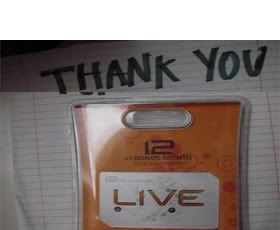 THANK YOU
12
+1 BONUS MONTH
LIVE